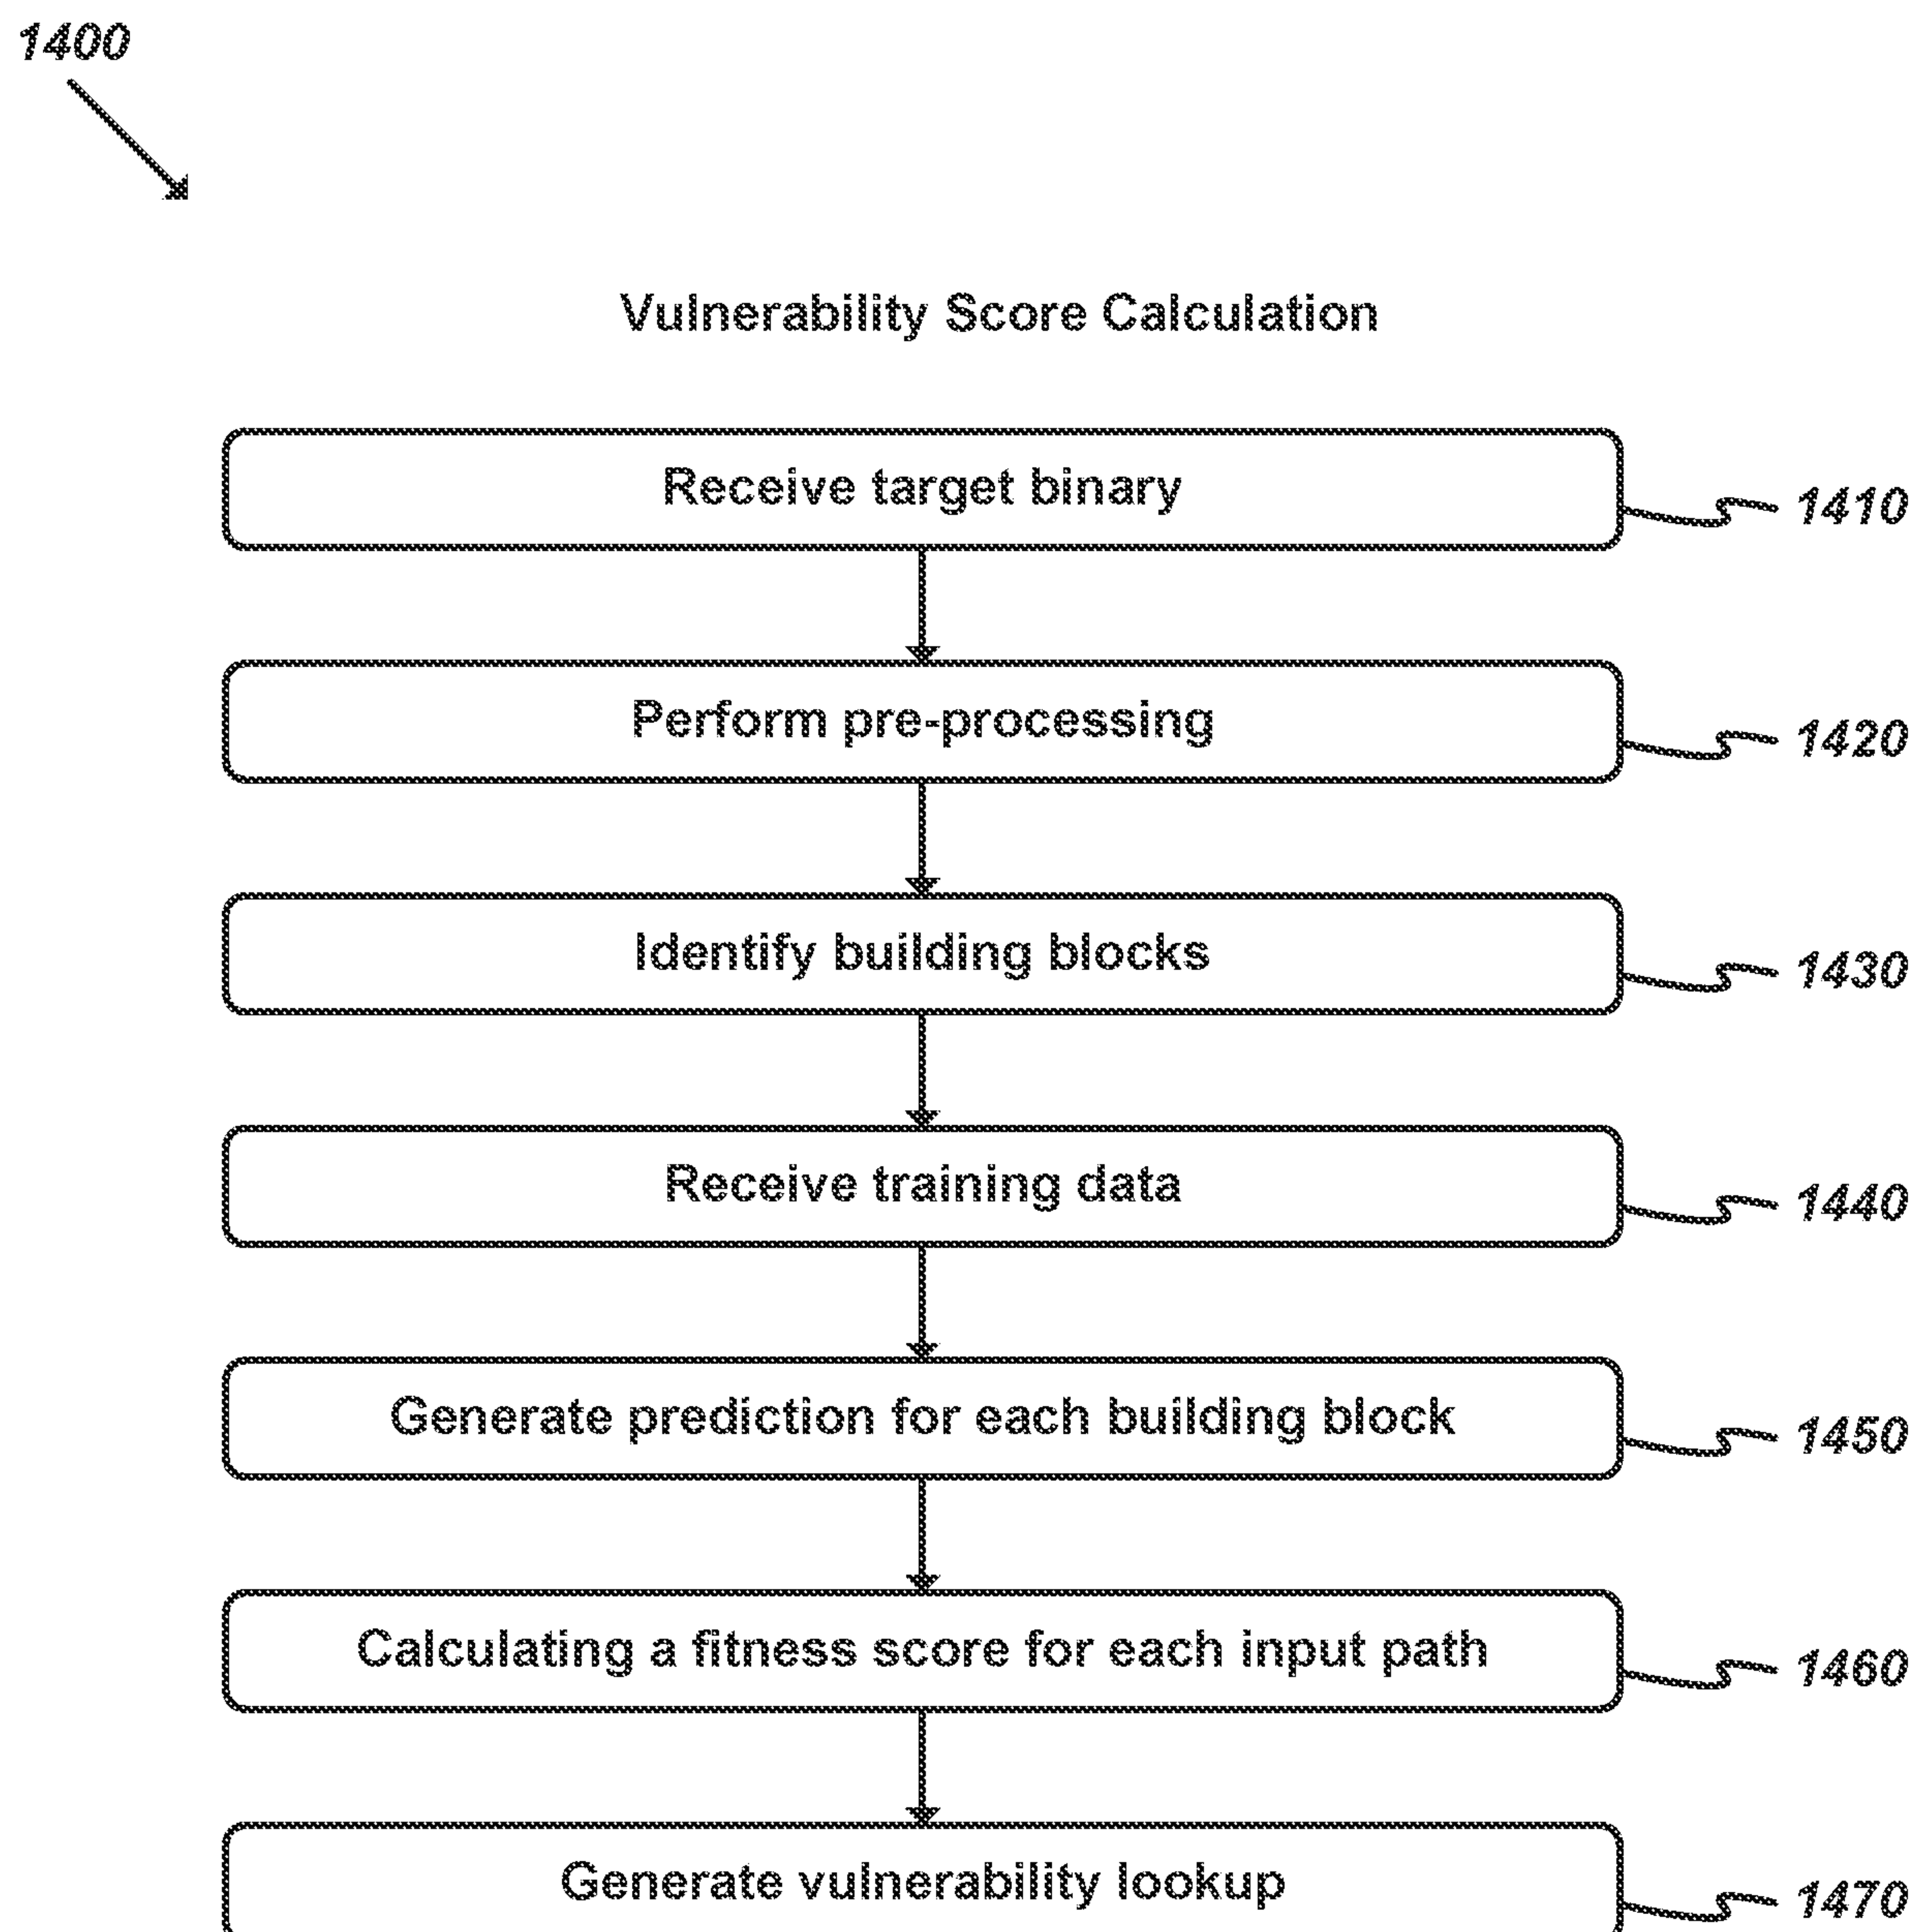 1400
Vulnerability Score Calculation
Receive target binary
1410
Perform pre-processing
1420
Identify building blocks
1430
Receive training data
1440
Generate prediction for each building block
1450
Calculating a fitness score for each input path
1460
Generate vulnerability lookup
1470